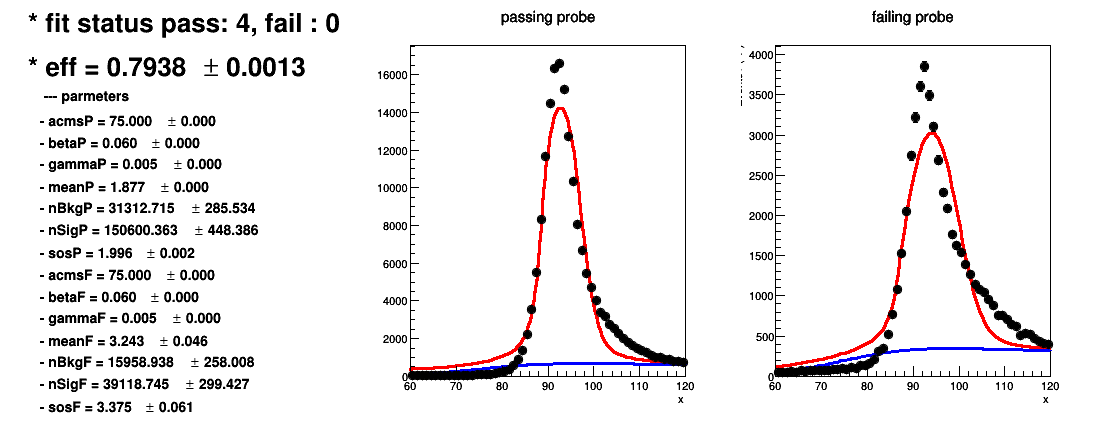 * fit status pass: 4, fail : 0
* eff = 0.7938 ± 0.0013
--- parmeters
- acmsP = 75.000 ± 0.000
- betaP = 0.060 ± 0.000
- gammaP = 0.005 ± 0.000
- meanP = 1.877 ± 0.000
- nBkgP = 31312.715 ± 285.534
- nSigP = 150600.363 ± 448.386
- sosP = 1.996 ± 0.002
- acmsF = 75.000 ± 0.000
- betaF = 0.060 ± 0.000
- gammaF = 0.005 ± 0.000
- meanF = 3.243 ± 0.046
- nBkgF = 15958.938 ± 258.008
- nSigF = 39118.745 ± 299.427
- sosF = 3.375 ± 0.061
passing probe
16000
14000
12000
10000
8000
6000
4000
2000
0
60 70 80 90 100 110 120
x
failing probe
4000
3500
3000
2500
2000
1500
1000
500
0
60 70 80 90 100 110 120
x